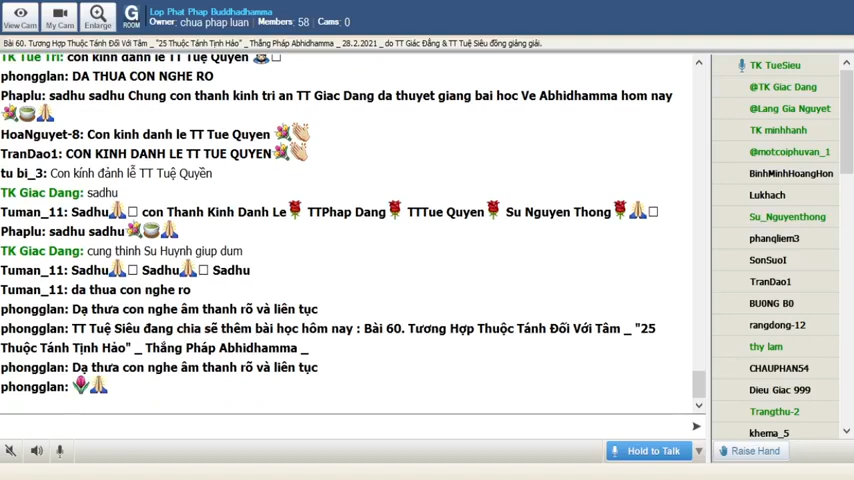 View Cam
My Cam
Enlarge
G
ROOM
Lop Phat Phap Buddhadhamma
Owner: chua phap luan Members: 58 Cams: 0
Bài 60. Tương Hợp Thuộc Tánh Đối Với Tâm _ "25 Thuộc Tánh Tịnh Hảo" _ Thắng Pháp Abhidhamma _ 28.2.2021 _ do TT Giác Đẳng & TT Tuệ Siêu đồng giảng giải.
TK Tue Tri: con kinh danh le TT Tue Quyen
phongglan: DA THUA CON NGHE RO
Phaplu: sadhu sadhu Chung con thanh kinh tri an TT Giac Dang da thuyet giang bai hoc Ve Abhidhamma hom nay
HoaNguyet-8: Con kinh danh le TT Tue Quyen
TranDao1: CON KINH DANH LE TT TUE QUYEN
tu bi_3: Con kính đảnh lễ TT Tuệ Quyền
TK Giac Dang: sadhu
Tuman_11: Sadhu con Thanh Kinh Danh Le TTPhap Dang TTTue Quyen Su Nguyen Thong
Phaplu: sadhu sadhu
TK Giac Dang: cung thinh Su Huynh giup dum
Tuman_11: Sadhu Sadhu Sadhu
Tuman_11: da thua con nghe ro
phongglan: Dạ thưa con nghe âm thanh rõ và liên tục
phongglan: TT Tuệ Siêu đang chia sẽ thêm bài học hôm nay : Bài 60. Tương Hợp Thuộc Tánh Đối Với Tâm _ "25
Thuộc Tánh Tịnh Hảo" _ Thắng Pháp Abhidhamma _
phongglan: Dạ thưa con nghe âm thanh rõ và liên tục
phongglan:
Hold to Talk
TK TueSieu
@TK Giac Dang
@Lang Gia Nguyet
TK minhhanh
@motcoiphuvan_1
BinhMinhHoangHon
Lukhach
Su_Nguyenthong
phanqliem3
SonSuoI
TranDao1
BU0NG B0
rangdong-12
thy lam
CHAUPHAN54
Dieu Giac 999
Trangthu-2
khema_5
Raise Hand